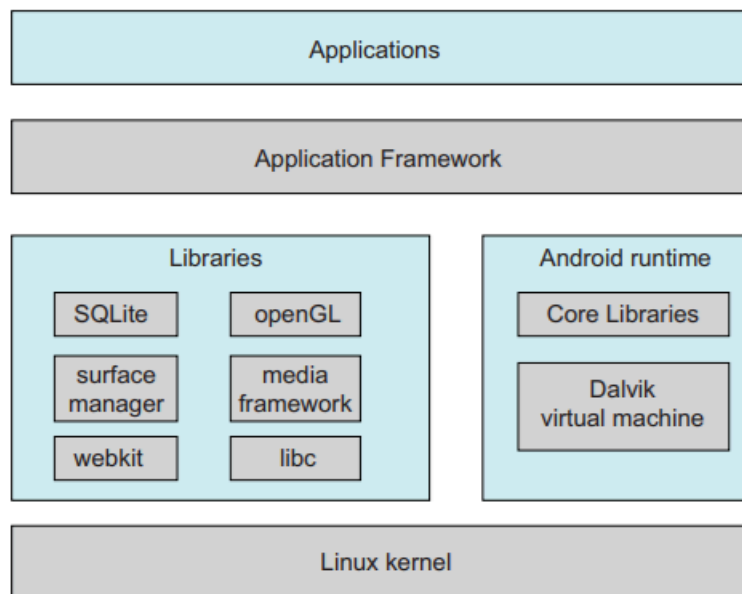 Applications
Application Framework
Libraries
SQLite
openGL
surface
manager
media
framework
webkit
libc
Android runtime
Core Libraries
Dalvik
virtual machine
Linux kernel